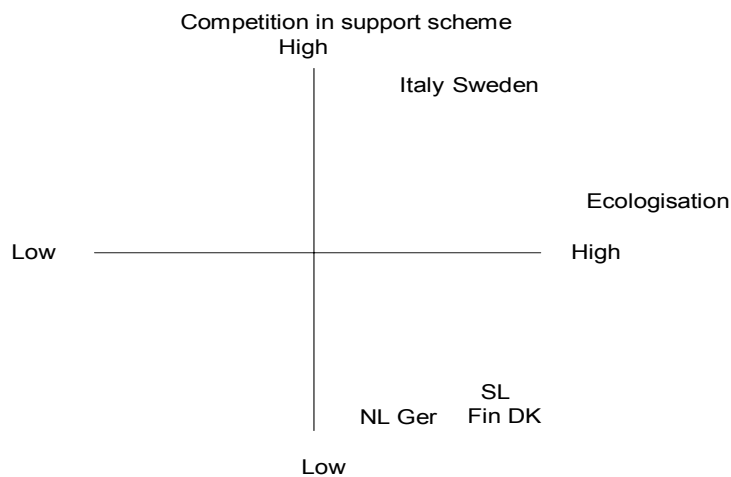 Competition in support scheme
High
Italy Sweden
Ecologisation
Low
High
SL
NL Ger
Fin DK
Low